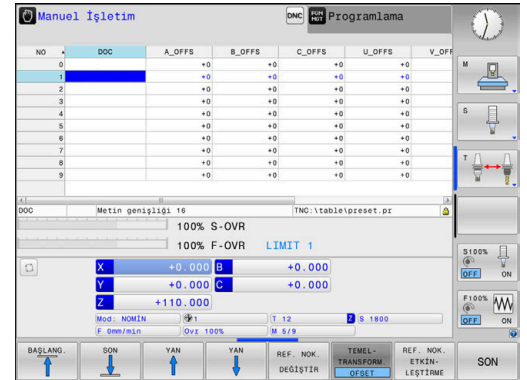 Manuel İşletim DNC PGM MGT Programlama
NO DOC A_OFFS B_OFFS C_OFFS U_OFFS V_OFF
0 +0 +0 +0 +0
1 +0 +0 +0 +0
2 +0 +0 +0 +0
3 +0 +0 +0 +0
4 +0 +0 +0 +0
5 +0 +0 +0 +0
6 +0 +0 +0 +0
7 +0 +0 +0 +0
8 +0 +0 +0 +0
9 +0 +0 +0 +0
DOC Metin genişliği 16 TNC:\table\preset.pr
100% S-OVR
100% F-OVR LIMIT 1
X +0.000 B +0.000
Y +0.000 C +0.000
Z +110.000
Mod: NOMİN 1 T 12 Z S 1800
F 0mm/min Ovr 100% M 5/9
BAŞLANG. SON YAN YAN REF. NOK. DEĞİŞTİR TEMEL- TRANSFORM. OFSET REF. NOK. ETKİN- LEŞTİRME SON
M
S
T
S100%
OFF ON
F100%
OFF ON